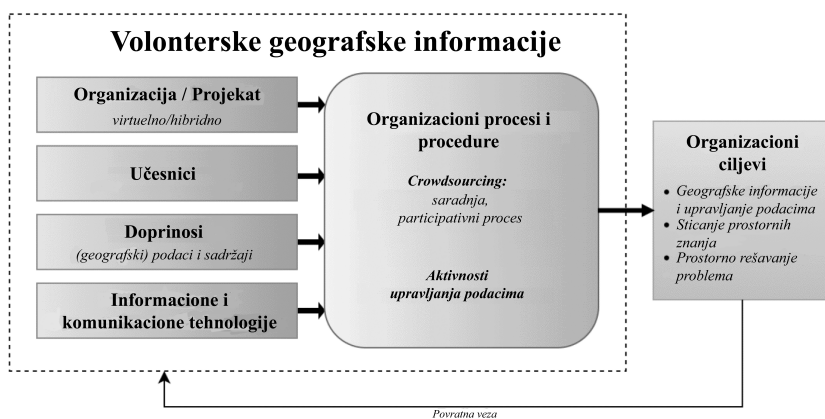 Volonterske geografske informacije
Organizacija / Projekat
virtuelno/hibridno
Učesnici
Doprinosi
(geografski) podaci i sadržaji
Informacione i
komunikacione tehnologije
Organizacioni procesi i
procedure
Crowdsourcing:
saradnja,
participativni proces
Aktivnosti
upravljanja podacima
Organizacioni
ciljevi
• Geografske informacije
i upravljanje podacima
• Sticanje prostornih
znanja
• Prostorno rešavanje
problema
Povratna veza